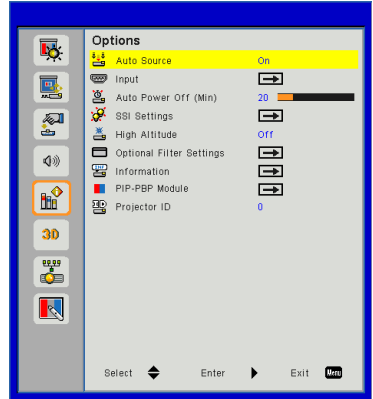 Options
Auto Source On
Input
Auto Power Off (Min) 20
SSI Settings
High Altitude Off
Optional Filter Settings
Information
PIP-PBP Module
Projector ID 0
3D
Select Enter Exit Menu